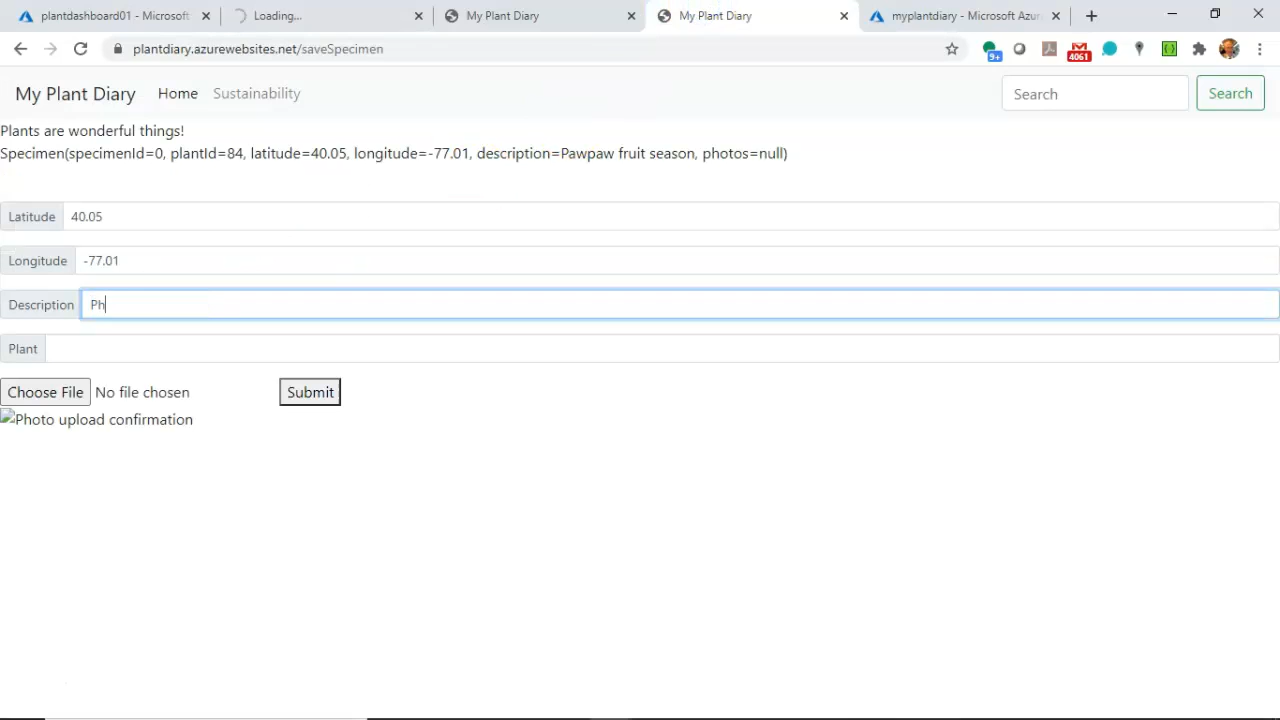 plantdashboard01 - Microsoft
Loading...
My Plant Diary
My Plant Diary
myplantdiary - Microsoft Azur
plantdiary.azurewebsites.net/saveSpecimen
9+
4061
My Plant Diary Home Sustainability Search Search
Plants are wonderful things!
Specimen(specimenId=0, plantId=84, latitude=40.05, longitude=-77.01, description=Pawpaw fruit season, photos=null)
Latitude 40.05
Longitude -77.01
Description Ph
Plant
Choose File No file chosen Submit
Photo upload confirmation